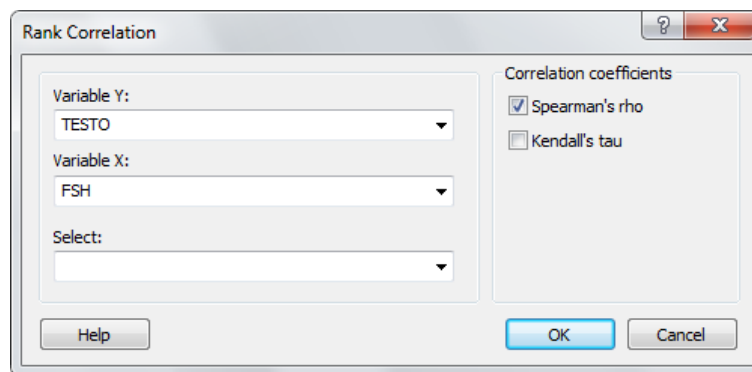 Rank Correlation
?
X
Variable Y:
TESTO
Variable X:
FSH
Select:
Correlation coefficients
Spearman's rho
Kendall's tau
Help
OK
Cancel